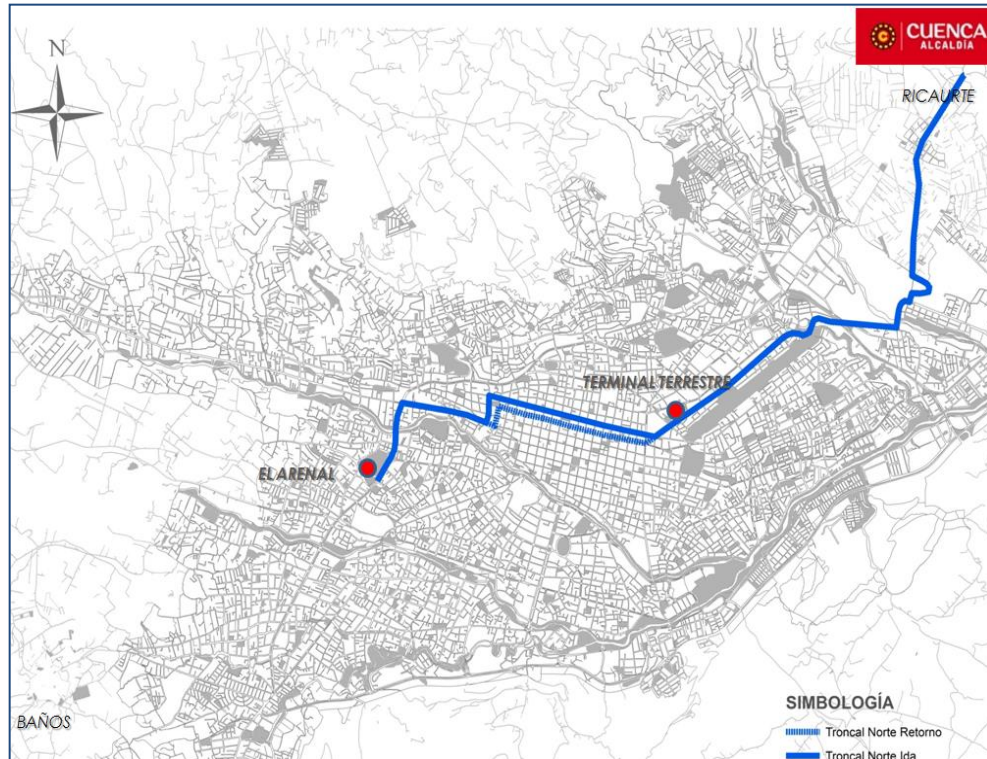 N
CUENCA
ALCALDÍA
RICAURTE
TERMINAL TERRESTRE
EL ARENAL
BAÑOS
SIMBOLOGÍA
Troncal Norte Retorno
Troncal Norte Ida